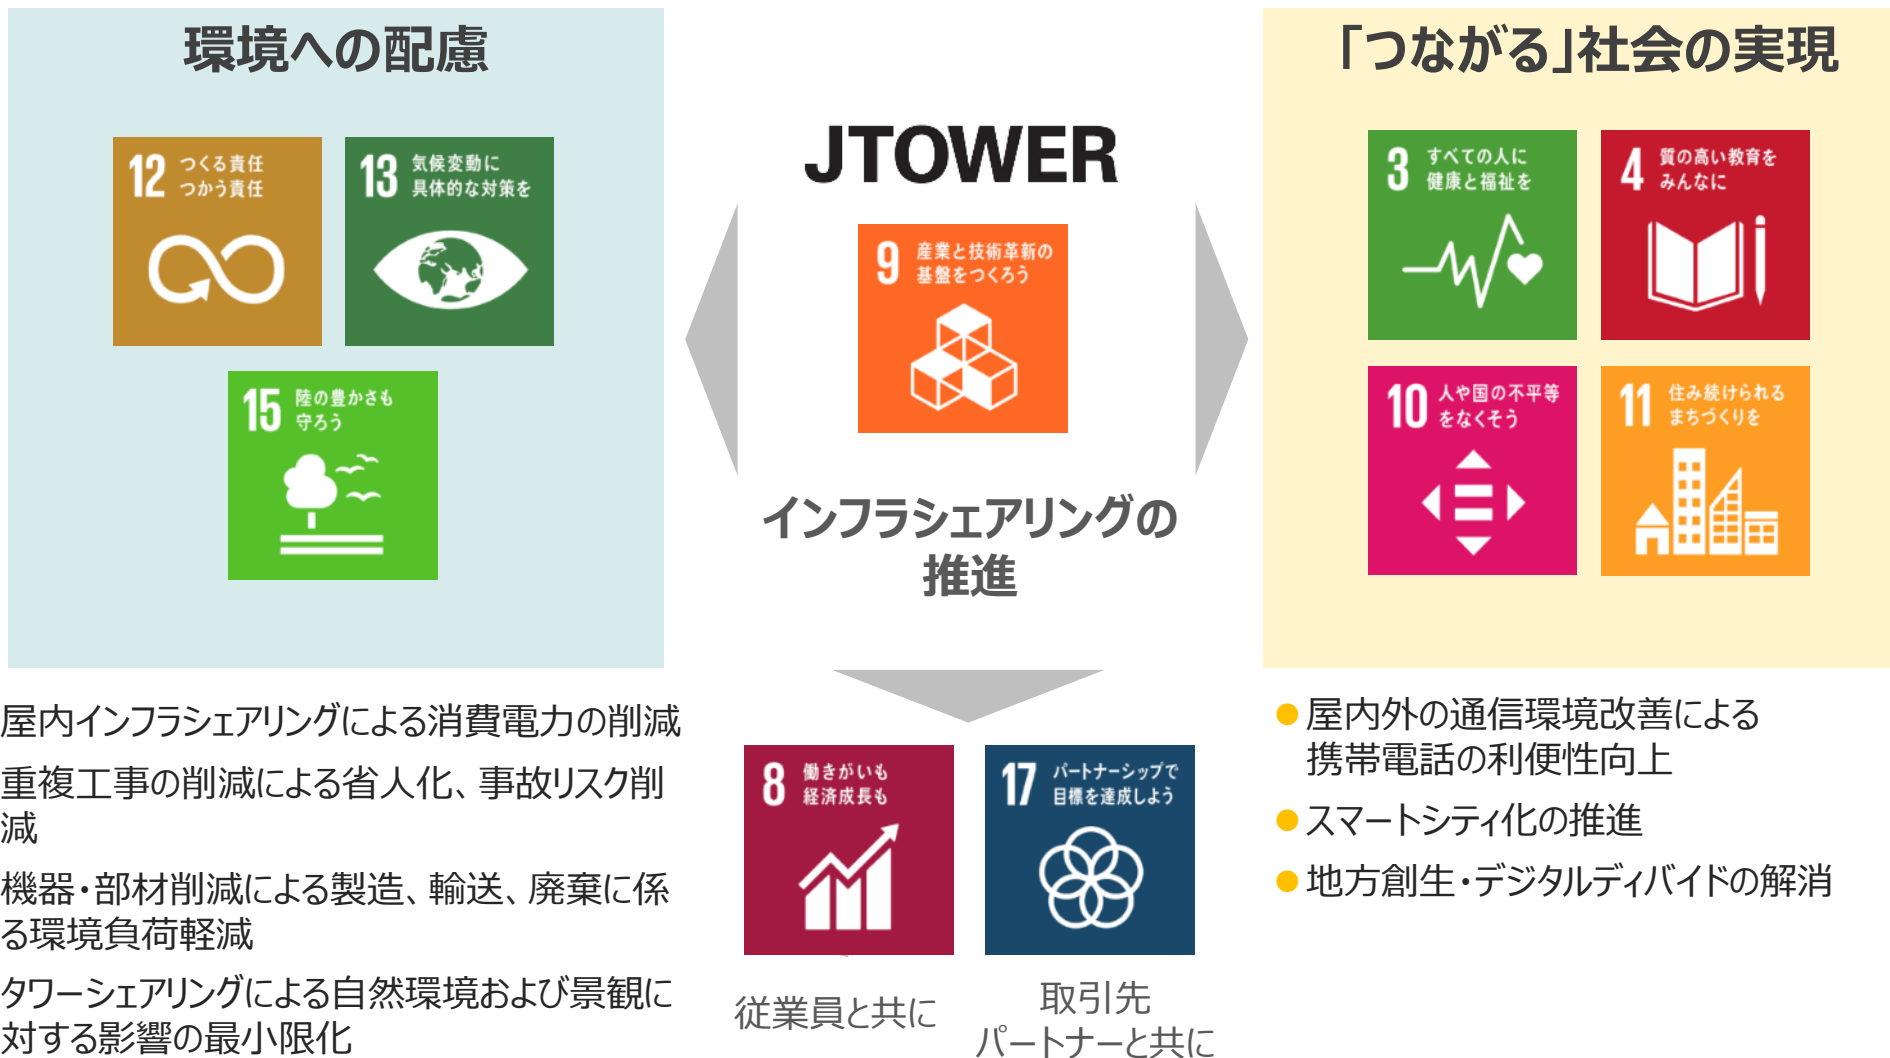 環境への配慮
12 つくる責任
つかう責任
13 気候変動に
具体的な対策を
15 陸の豊かさも
守ろう
屋内インフラシェアリングによる消費電力の削減
重複工事の削減による省人化、事故リスク削
減
機器・部材削減による製造、輸送、廃棄に係
る環境負荷軽減
タワーシェアリングによる自然環境および景観に
対する影響の最小限化
JTOWER
9 産業と技術革新の
基盤をつくろう
インフラシェアリングの
推進
8 働きがいも
経済成長も
従業員と共に
17 パートナーシップで
目標を達成しよう
取引先
パートナーと共に
「つながる」社会の実現
3 すべての人に
健康と福祉を
4 質の高い教育を
みんなに
10 人や国の不平等
をなくそう
11 住み続けられる
まちづくりを
●屋内外の通信環境改善による
携帯電話の利便性向上
●スマートシティ化の推進
●地方創生・デジタルディバイドの解消